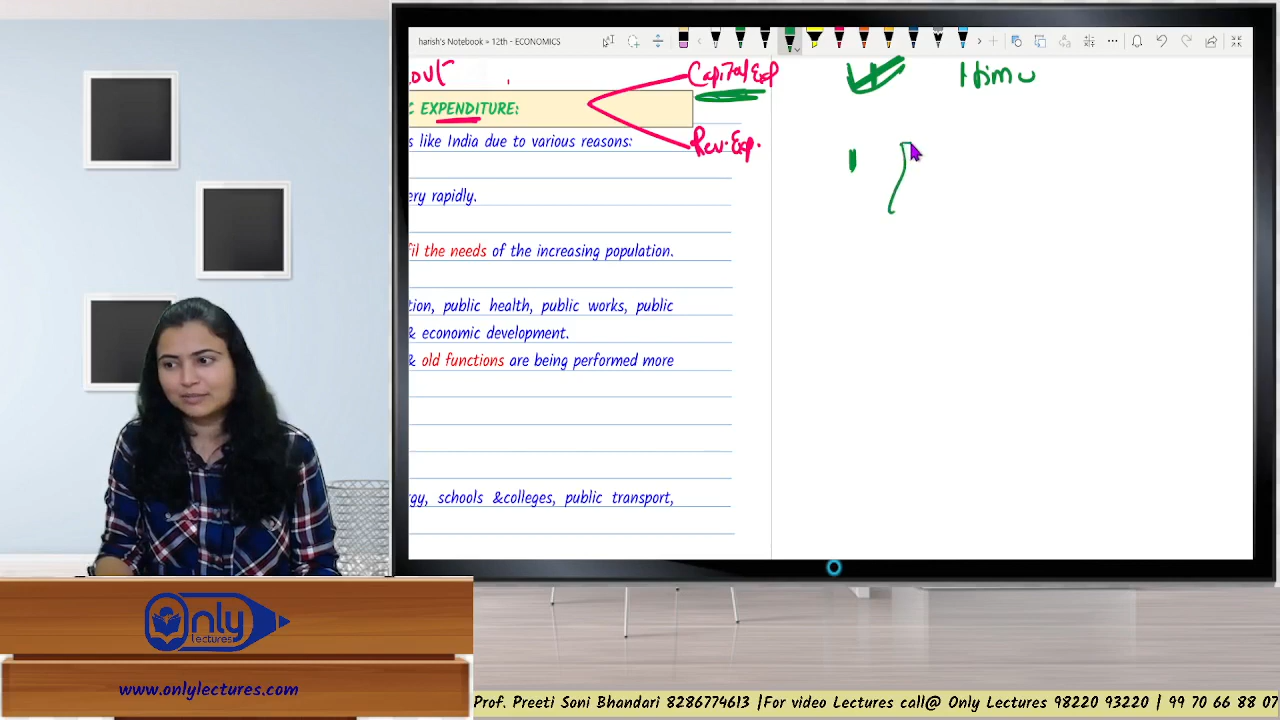 harish's Notebook » 12th - ECONOMICS
Capital Exp
Him
C EXPENDITURE:
s like India due to various reasons:
Rev. Exp.
ery rapidly.
fil the needs of the increasing population.
tion, public health, public works, public
& economic development.
& old functions are being performed more
rgy, schools &colleges, public transport,
Only
lectures
www.onlylectures.com
Prof. Preeti Soni Bhandari 8286774613 |For video Lectures call@ Only Lectures 98220 93220 | 99 70 66 88 07